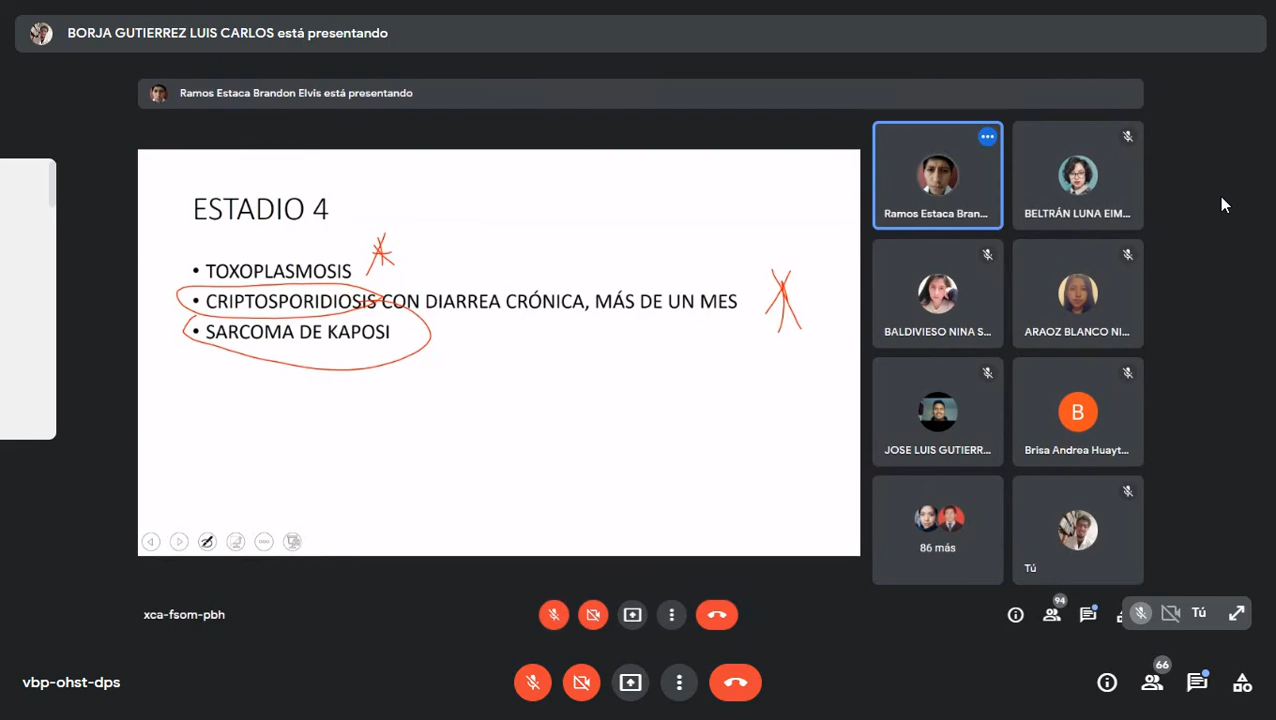 BORJA GUTIERREZ LUIS CARLOS está presentando
Ramos Estaca Brandon Elvis está presentando
ESTADIO 4
• TOXOPLASMOSIS
• CRIPTOSPORIDIOSIS CON DIARREA CRÓNICA, MÁS DE UN MES
• SARCOMA DE KAPOSI
Ramos Estaca Bran...
BELTRÁN LUNA EIM...
BALDIVIESO NINA S...
ARAOZ BLANCO NI...
JOSE LUIS GUTIERR...
B
Brisa Andrea Huayt...
86 más
Tú
xca-fsom-pbh
94
Tú
vbp-ohst-dps
66